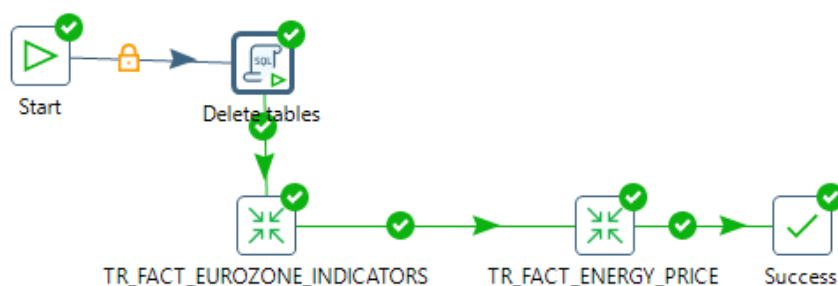 Start
SQL
Delete tables
TR_FACT_EUROZONE_INDICATORS
TR_FACT_ENERGY_PRICE
Success